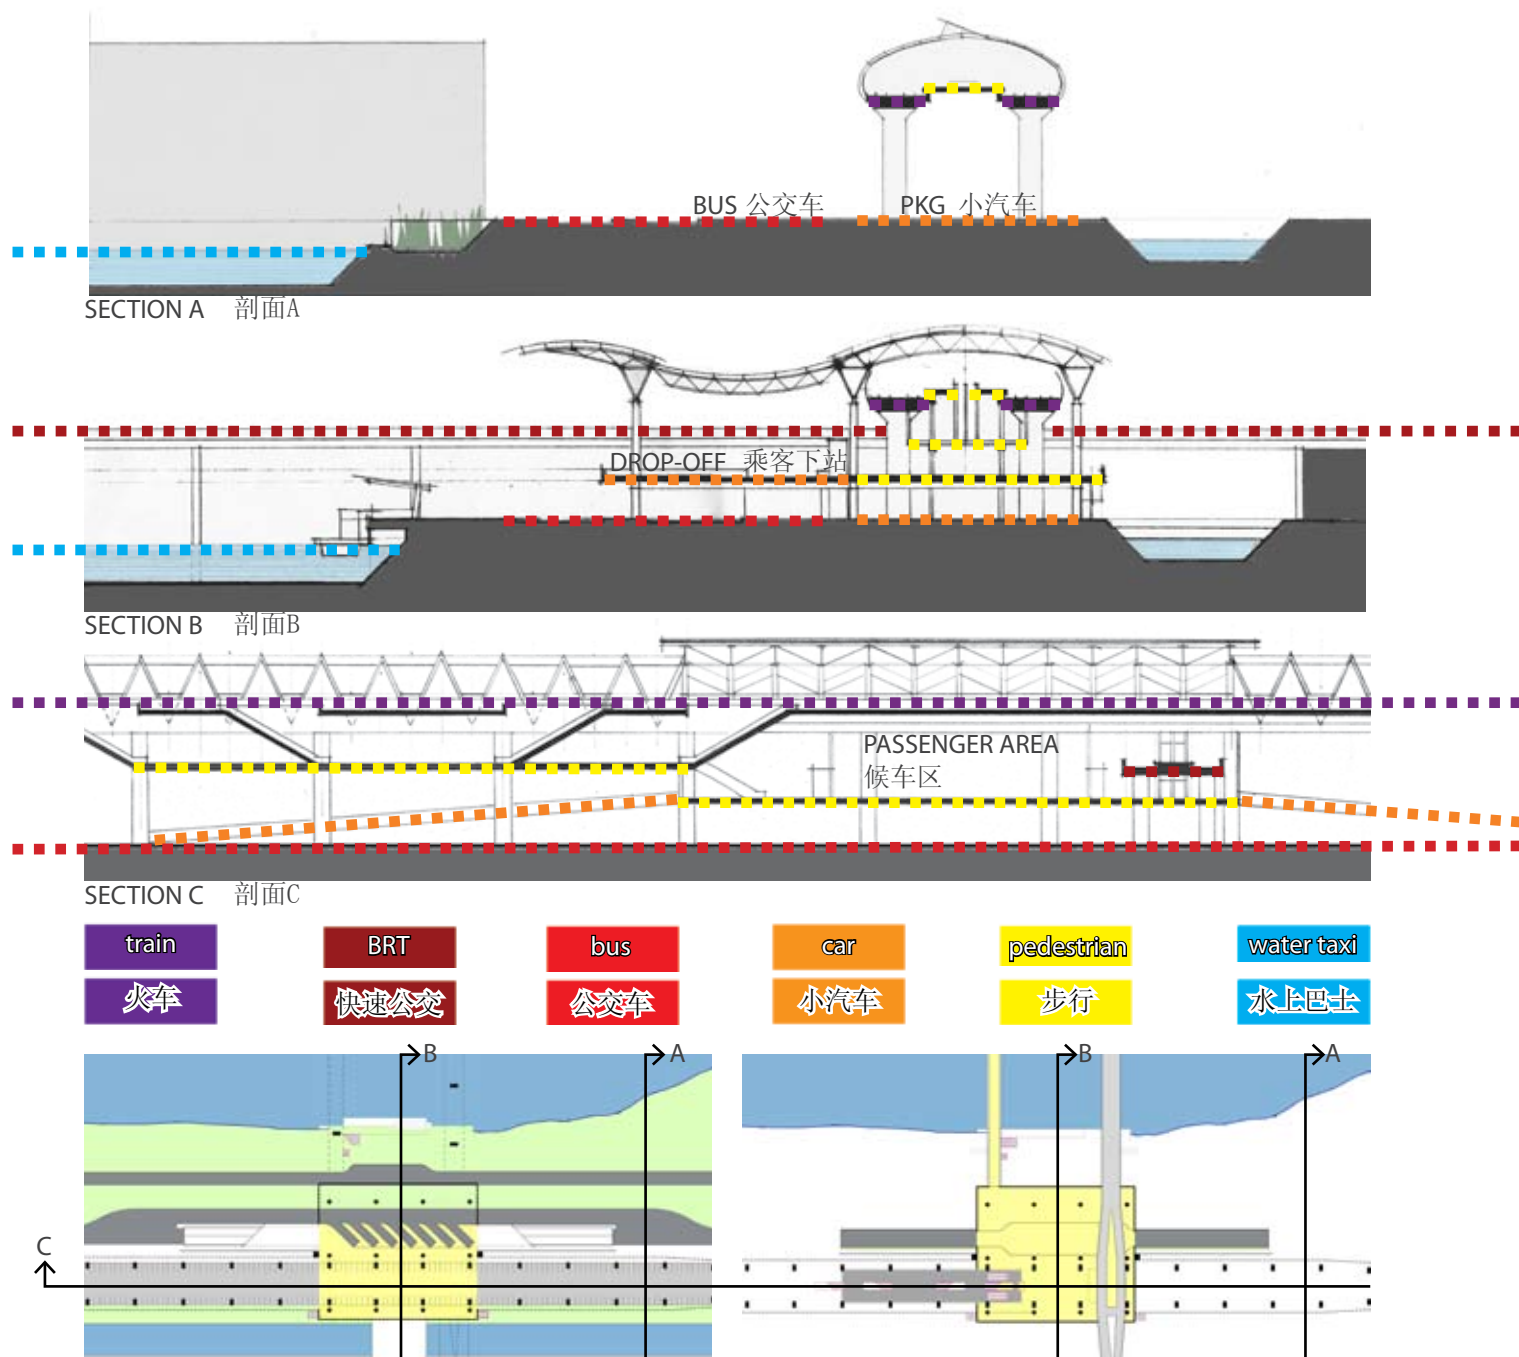 BUS 公交车 PKG 小汽车
SECTION A 剖面A
DROP-OFF 乘客下站
SECTION B 剖面B
PASSENGER AREA
候车区
SECTION C 剖面C
train BRT bus car pedestrian water taxi
火车 快速公交 公交车 小汽车 步行 水上巴士
B A B A
C